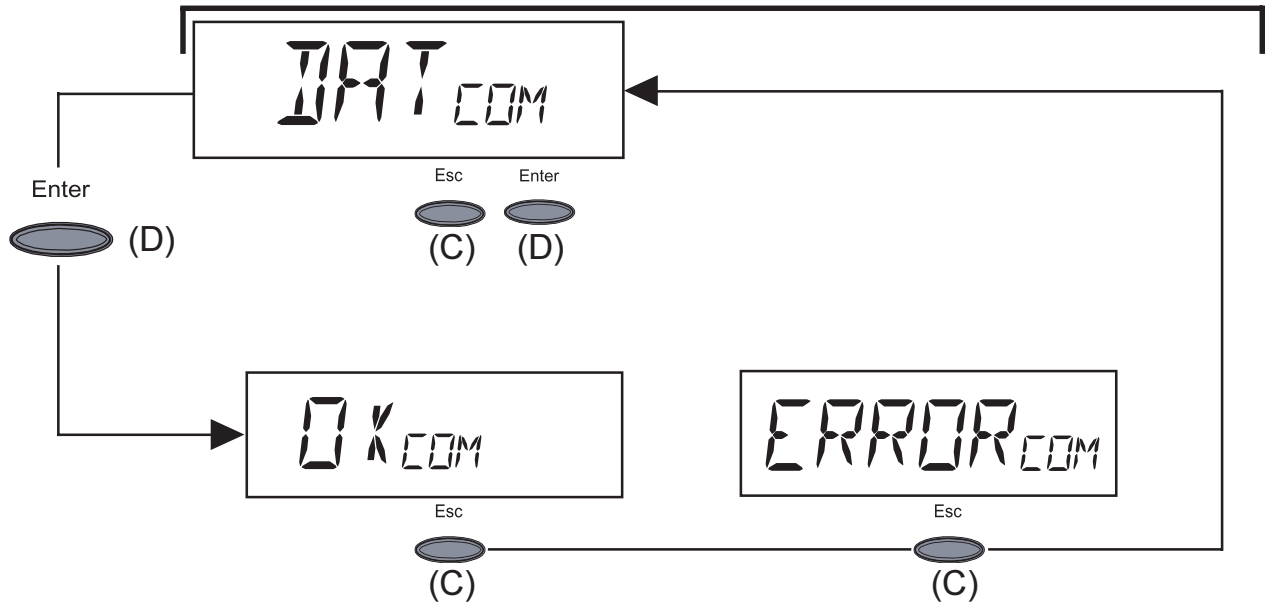 DAT COM
Esc Enter
(C) (D)
Enter
(D)
OK COM
Esc
(C)
ERROR COM
Esc
(C)